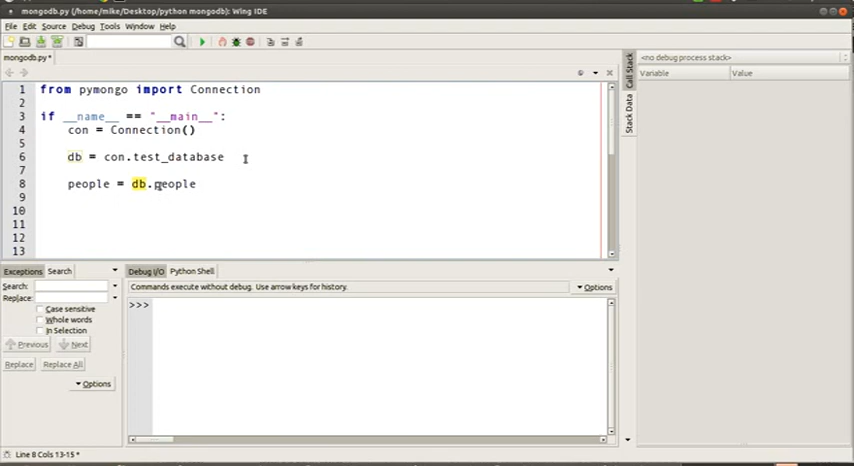 mongodb.py (/home/mike/Desktop/python mongodb): Wing IDE
File Edit Source Debug Tools Window Help
mongodb.py *
<no debug process stack>
Variable Value
Call Stack
Stack Data
1 from pymongo import Connection
2
3 if __name__ == "__main__":
4 con = Connection()
5
6 db = con.test_database
7
8 people = db.people
9
10
11
12
13
Exceptions Search
Search:
Replace:
Case sensitive
Whole words
In Selection
Previous Next
Replace Replace All
Options
Debug I/O Python Shell
Commands execute without debug. Use arrow keys for history.
Options
>>>
Line 8 Col 13-15 *